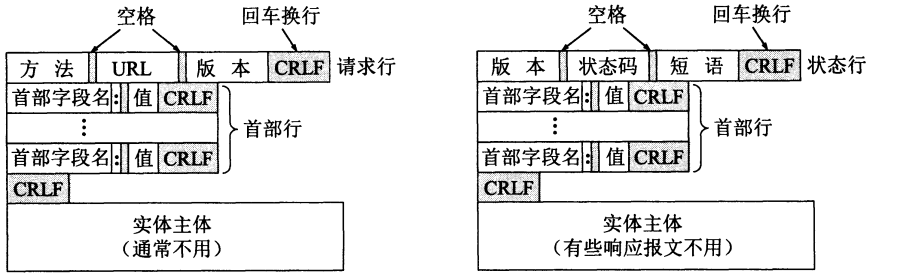 空格
回车换行
方 法 URL 版 本 CRLF 请求行
首部字段名: 值 CRLF
⋮
首部字段名: 值 CRLF
首部行
CRLF
实体主体
（通常不用）
空格
回车换行
版 本 状态码 短 语 CRLF 状态行
首部字段名: 值 CRLF
⋮
首部字段名: 值 CRLF
首部行
CRLF
实体主体
（有些响应报文不用）